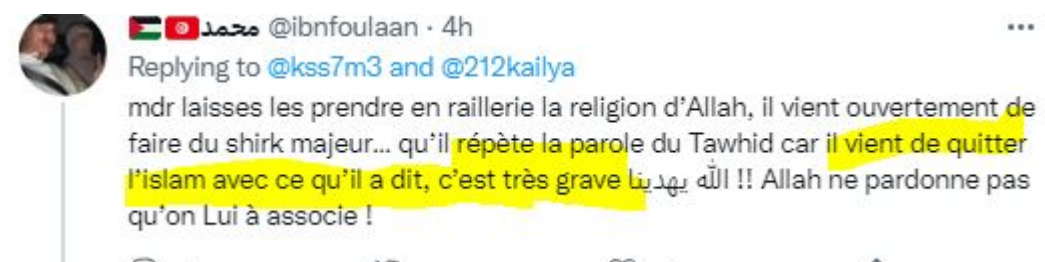 محمد @ibnfoulaan · 4h
Replying to @kss7m3 and @212kailya
mdr laisses les prendre en raillerie la religion d’Allah, il vient ouvertement de
faire du shirk majeur... qu’il répète la parole du Tawhid car il vient de quitter
l’islam avec ce qu’il a dit, c’est très grave الله يهدينا !! Allah ne pardonne pas
qu’on Lui à associe !